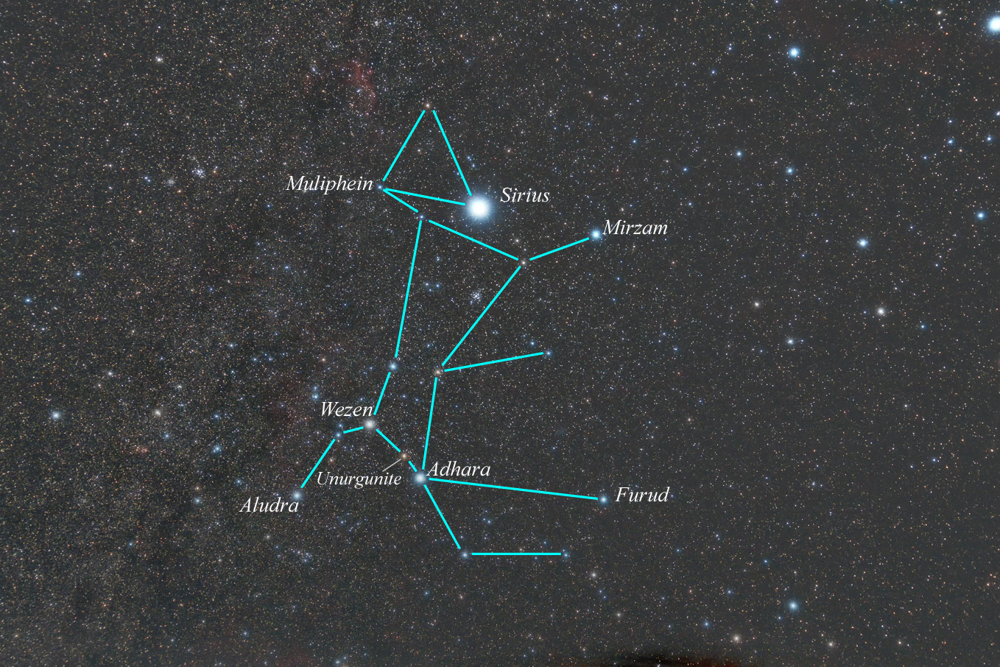 Muliphein
Sirius
Mirzam
Wezen
Adhara
Unurgunite
Furud
Aludra